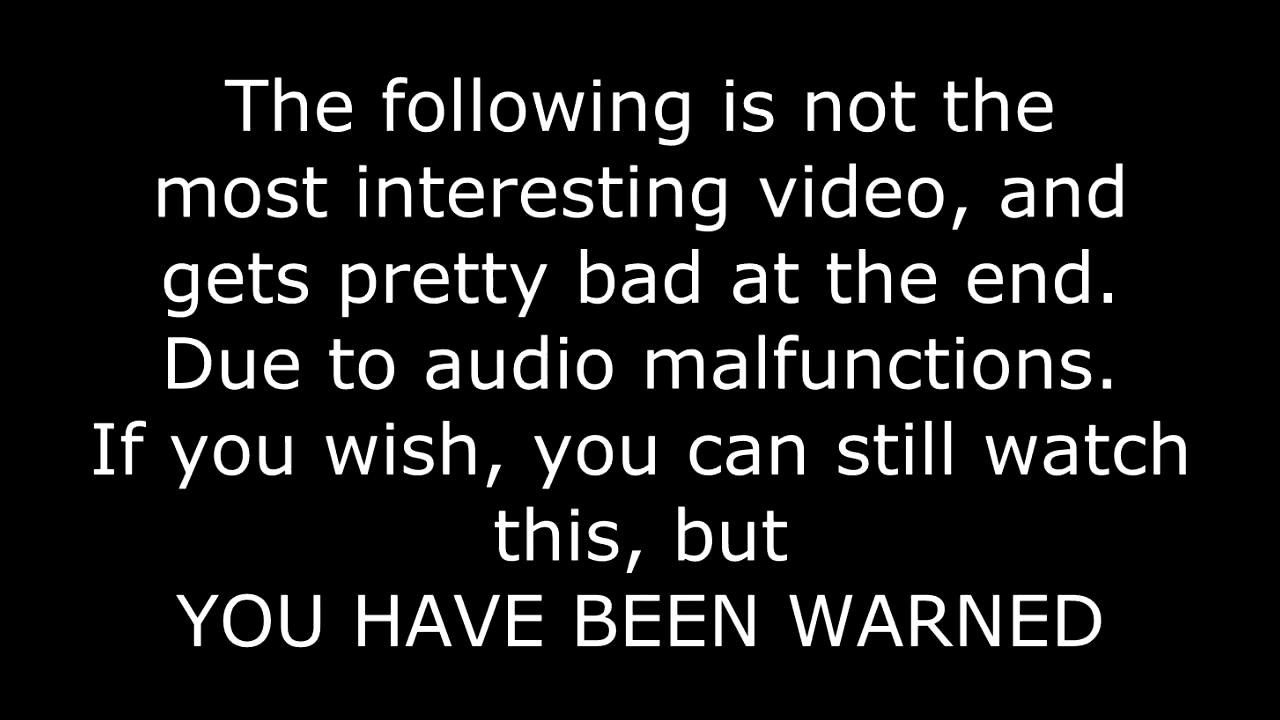 The following is not the
most interesting video, and
gets pretty bad at the end.
Due to audio malfunctions.
If you wish, you can still watch
this, but
YOU HAVE BEEN WARNED